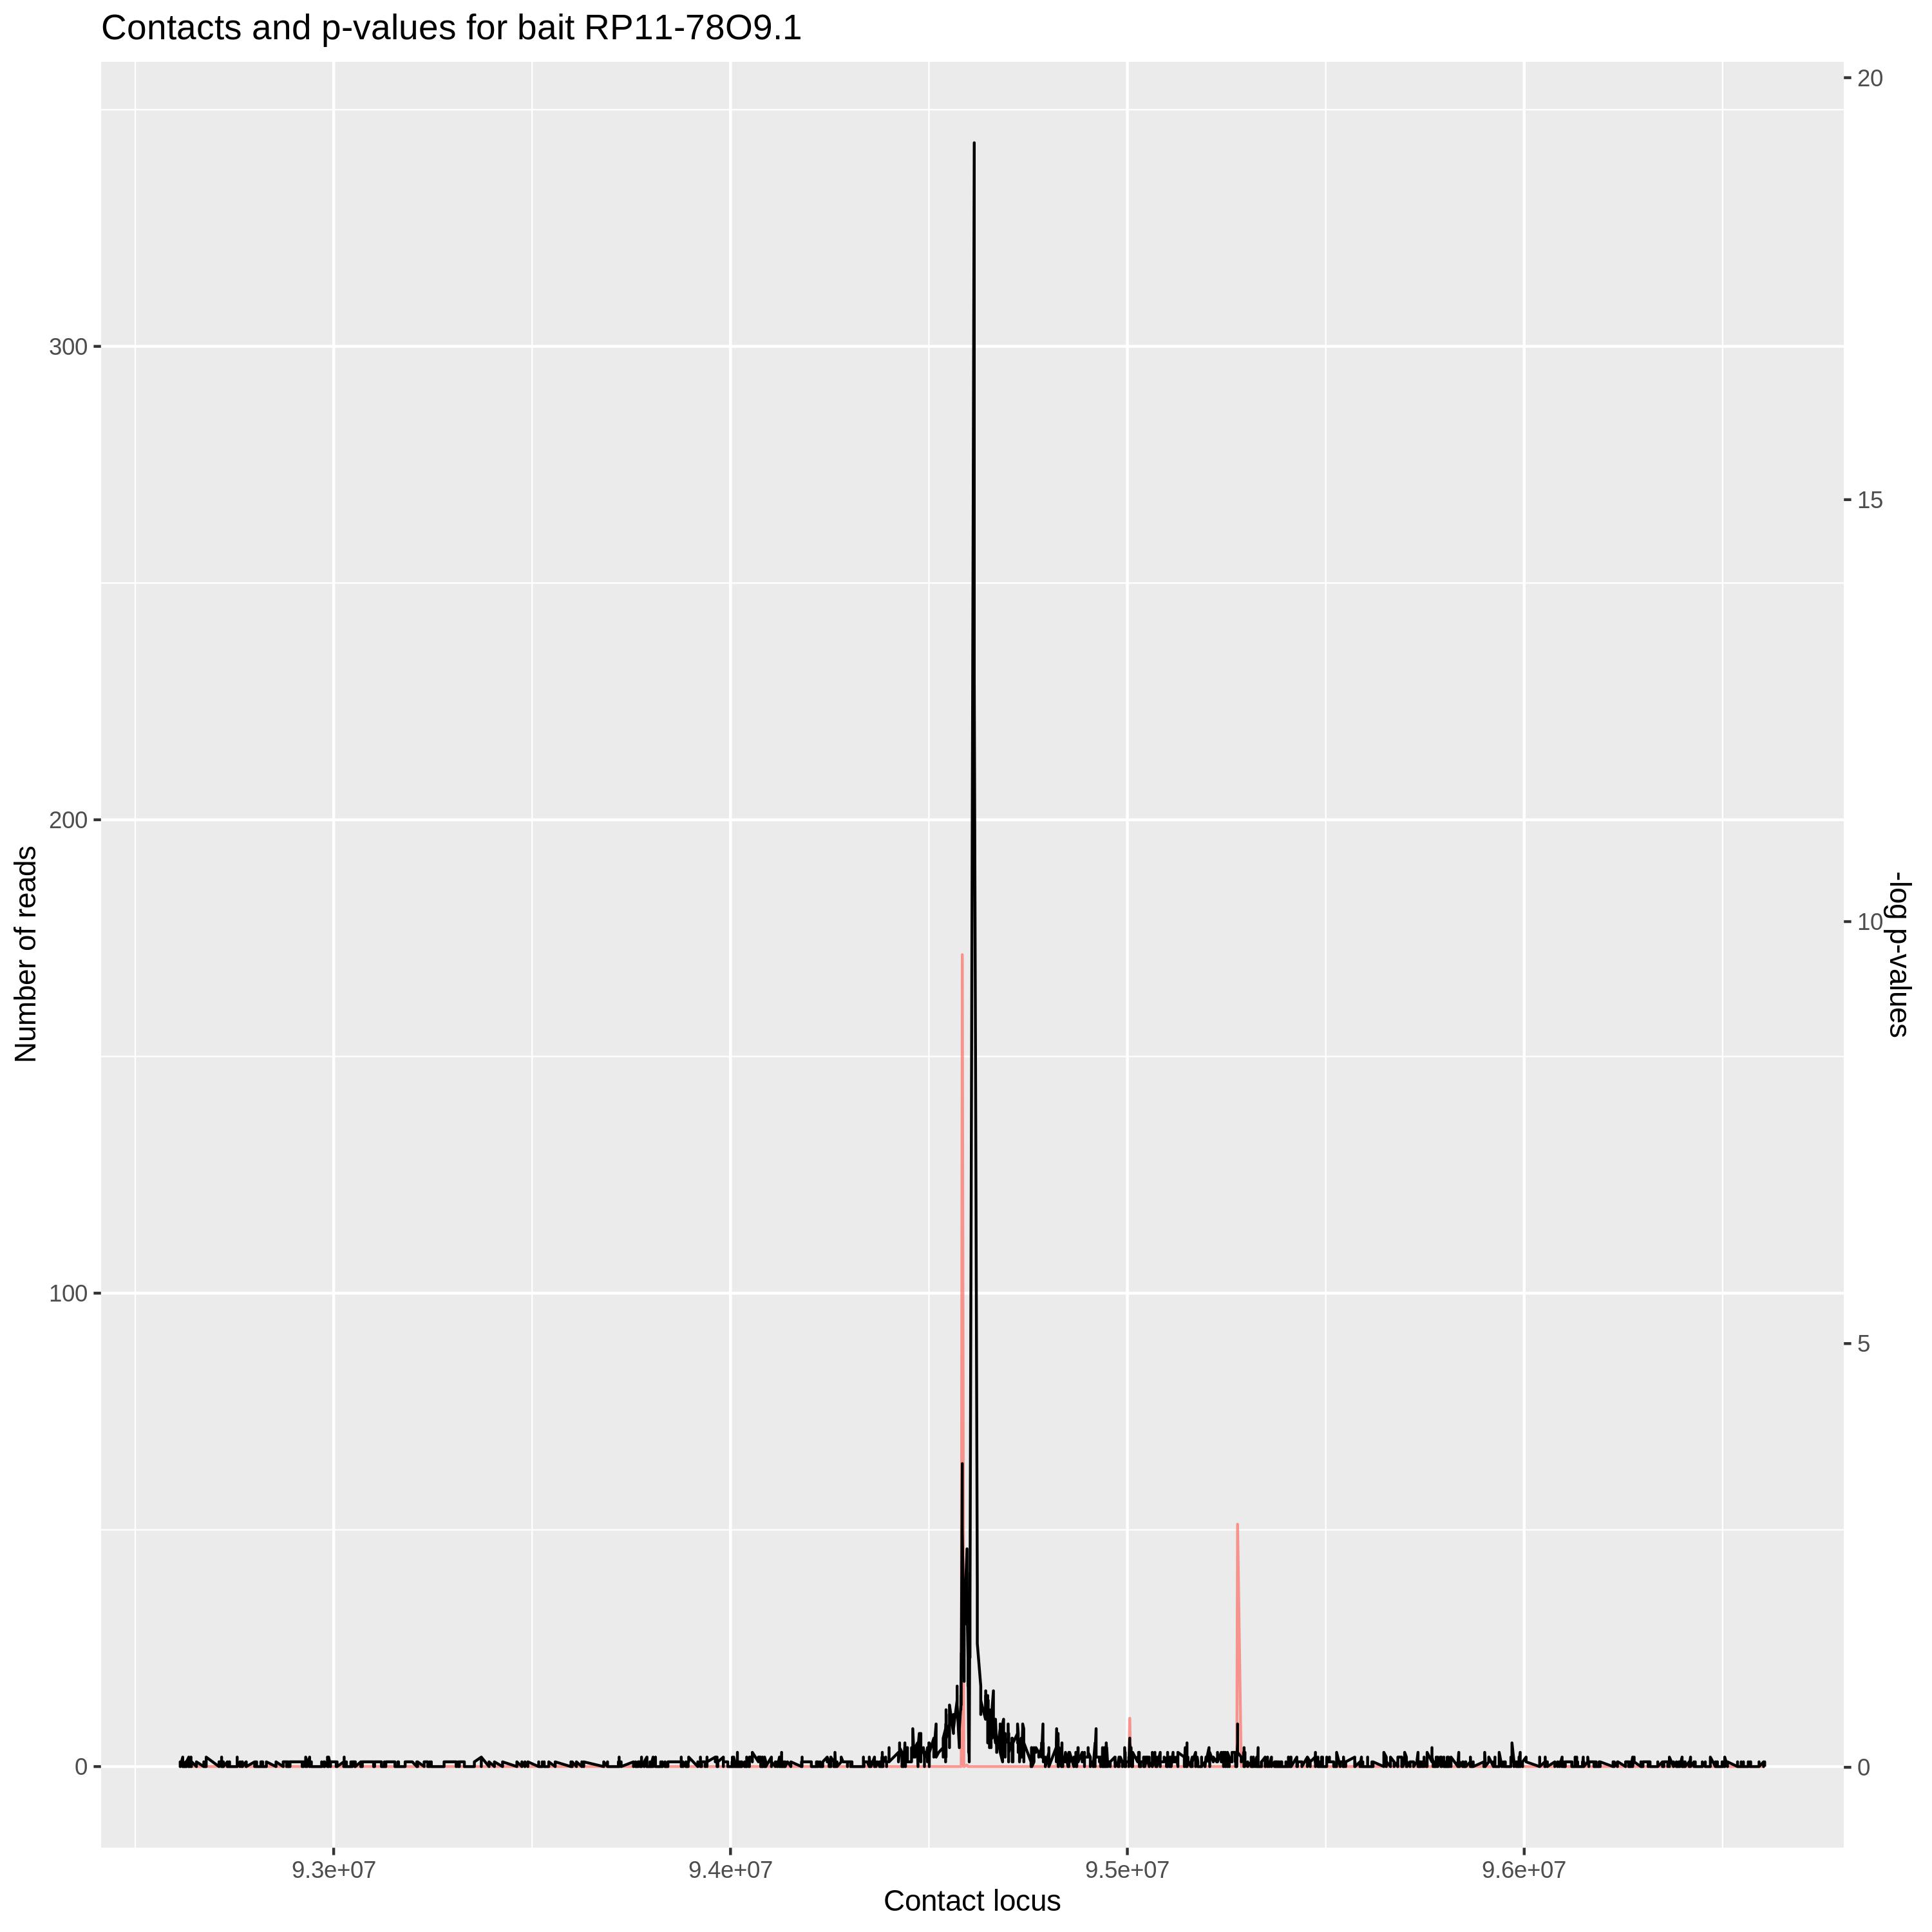 Contacts and p-values for bait RP11-78O9.1
Number of reads
300
200
100
0
20
15
10
5
0
-log p-values
9.3e+07
9.4e+07
9.5e+07
9.6e+07
Contact locus